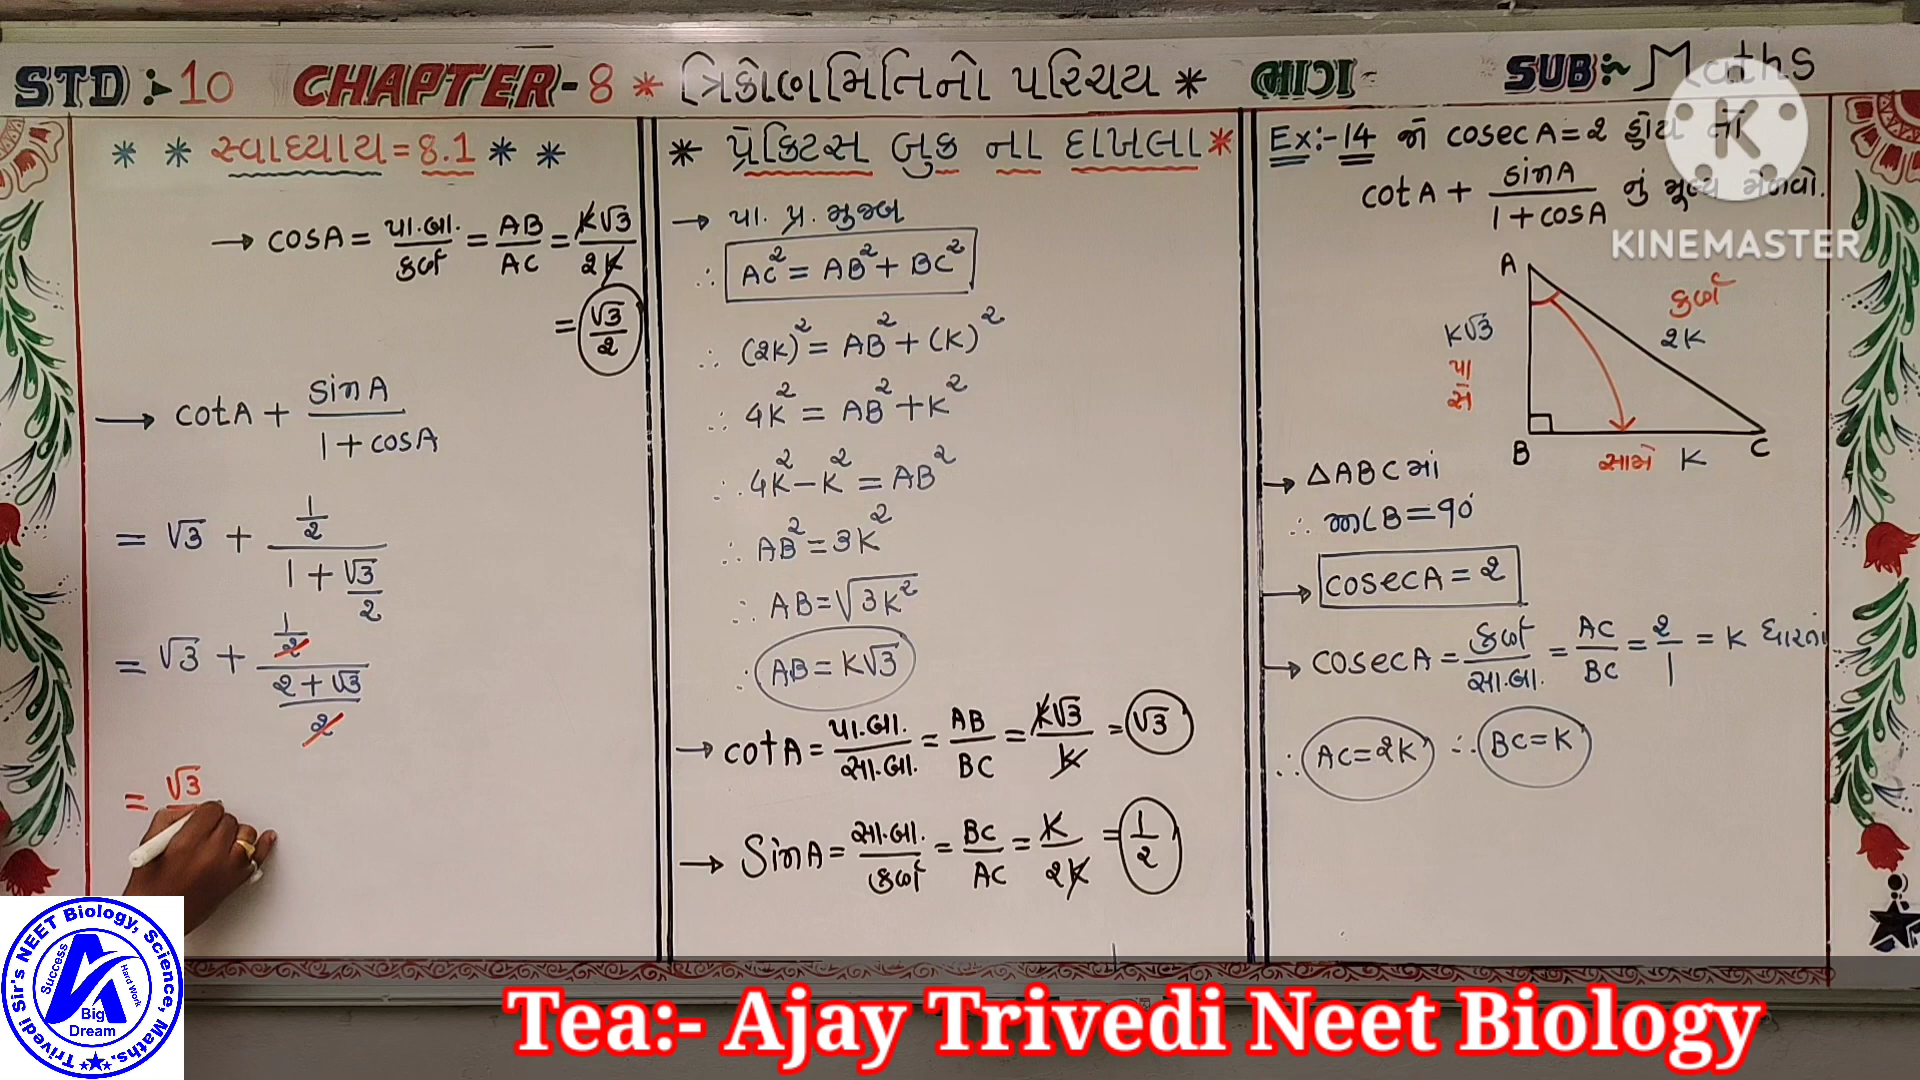 STD :- 10 CHAPTER - 8 * ત્રિકોણમિતિનો પરિચય * ભાગ- SUB:- Maths
* * સ્વાધ્યાય = 8.1 * *
→ cosA = પા.બા. / કર્ણ = AB / AC = K√3 / 2K
= √3 / 2
→ cotA + sinA / 1 + cosA
= √3 + 1/2 / 1 + √3/2
= √3 + 1/2 / 2 + √3 / 2
= √3
* પ્રેક્ટિસ બુક ના દાખલા *
→ પા. પ્ર. મુજબ
∴ AC² = AB² + BC²
∴ (2K)² = AB² + (K)²
∴ 4K² = AB² + K²
∴ 4K² − K² = AB²
∴ AB² = 3K²
∴ AB = √3K²
∴ AB = K√3
→ cotA = પા.બા. / સા.બા. = AB / BC = K√3 / K = √3
→ SinA = સા.બા. / કર્ણ = BC / AC = K / 2K = 1 / 2
Ex:- 14 જો cosecA = 2 હોય તો
cotA + sinA / 1 + cosA નું મૂલ્ય મેળવો.
K
KINEMASTER
A
કર્ણ
K√3 2K
પા
સે
B સામે K C
→ △ABC માં
∴ m∠B = 90°
→ cosecA = 2
→ cosecA = કર્ણ / સા.બા. = AC / BC = 2 / 1 = K ધારતાં
∴ AC = 2K ∴ BC = K
Trivedi Sir's NEET Biology, Science, Maths,
Success
Hard Work
A
Big
Dream
Tea:- Ajay Trivedi Neet Biology